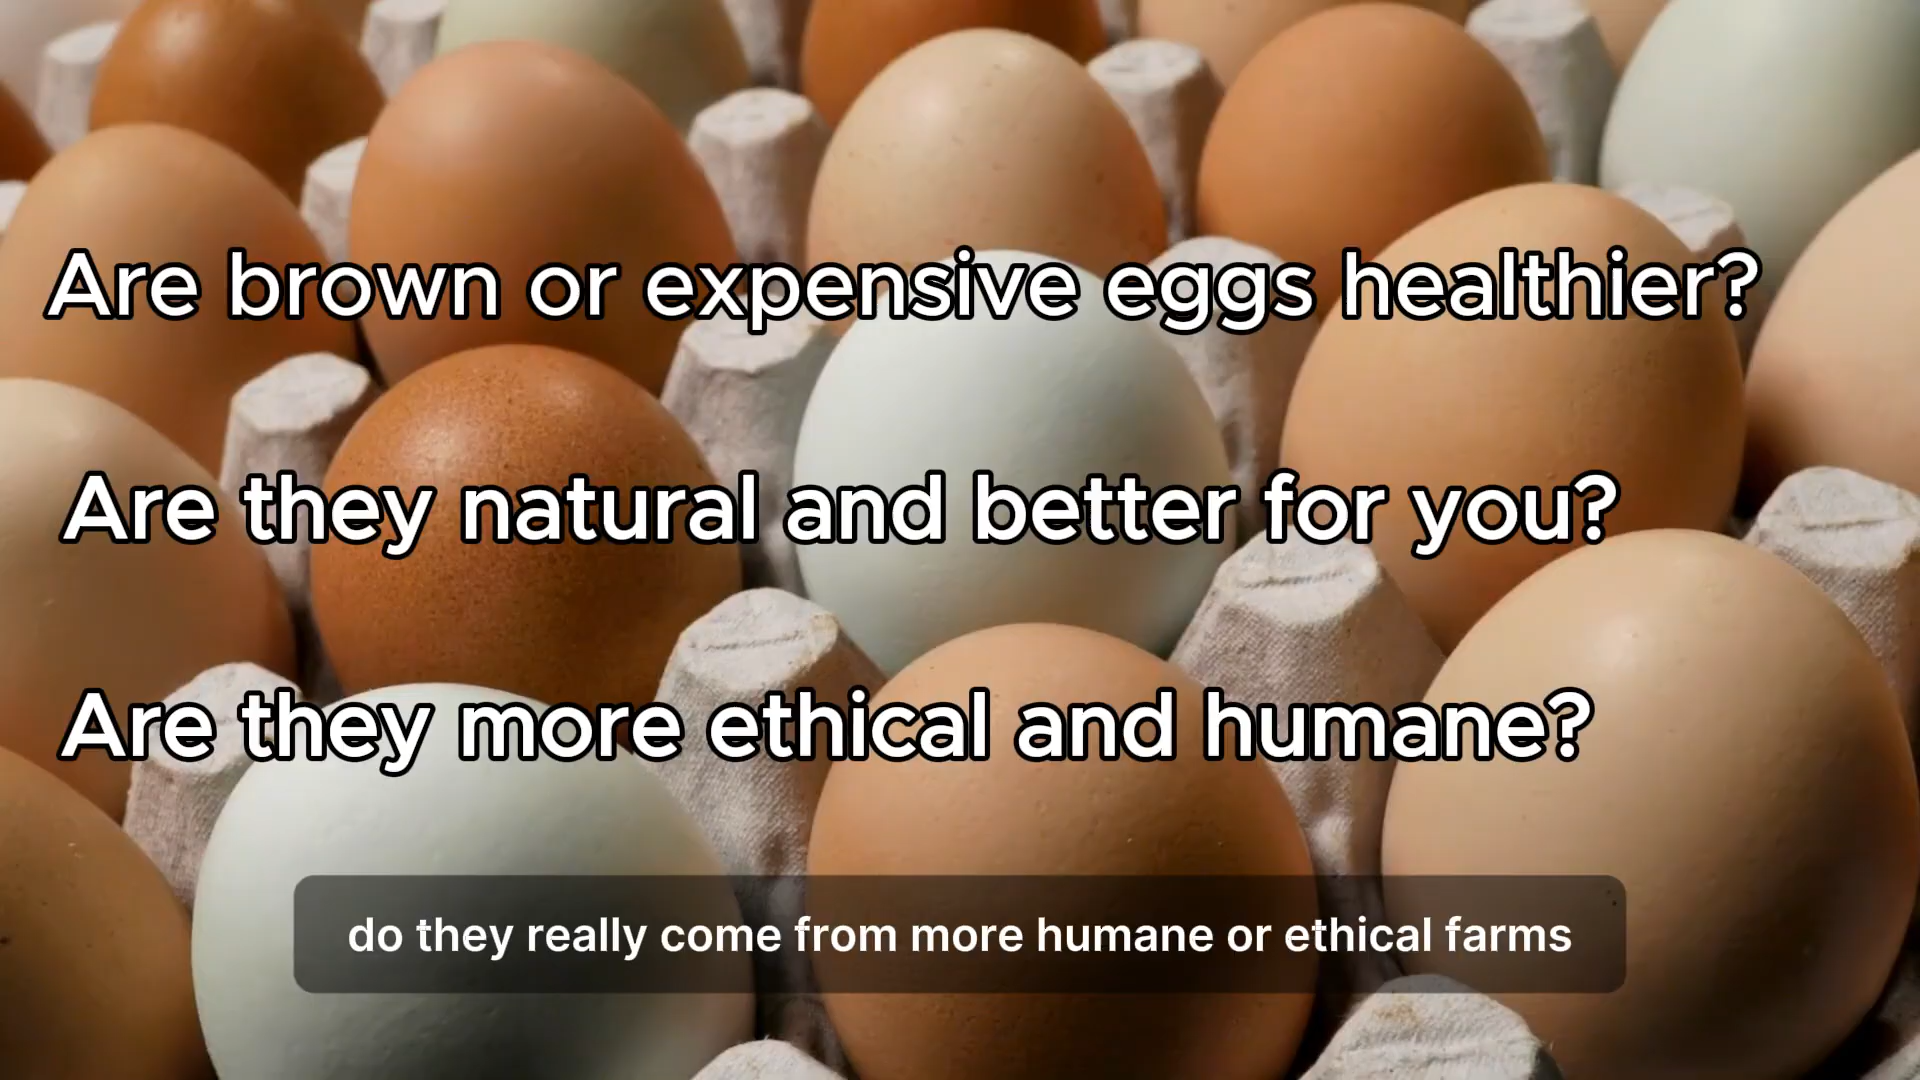 Are brown or expensive eggs healthier?
Are they natural and better for you?
Are they more ethical and humane?
do they really come from more humane or ethical farms